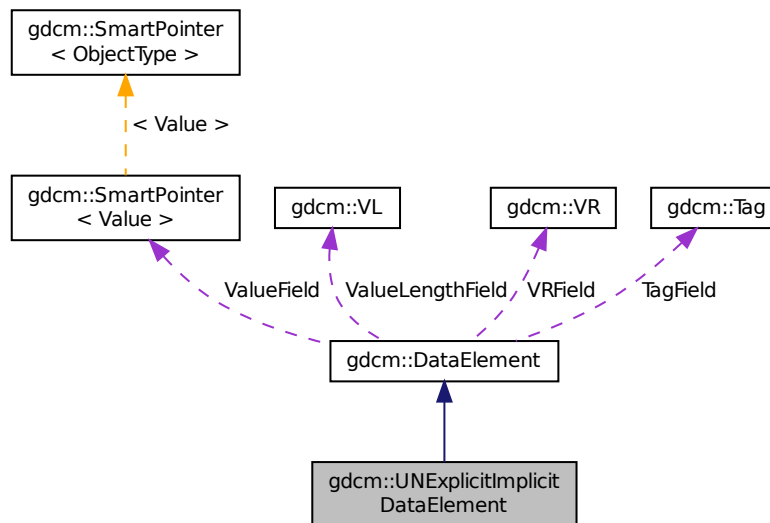 gdcm::SmartPointer
< ObjectType >
< Value >
gdcm::SmartPointer
< Value >
gdcm::VL
gdcm::VR
gdcm::Tag
ValueField
ValueLengthField
VRField
TagField
gdcm::DataElement
gdcm::UNExplicitImplicit
DataElement